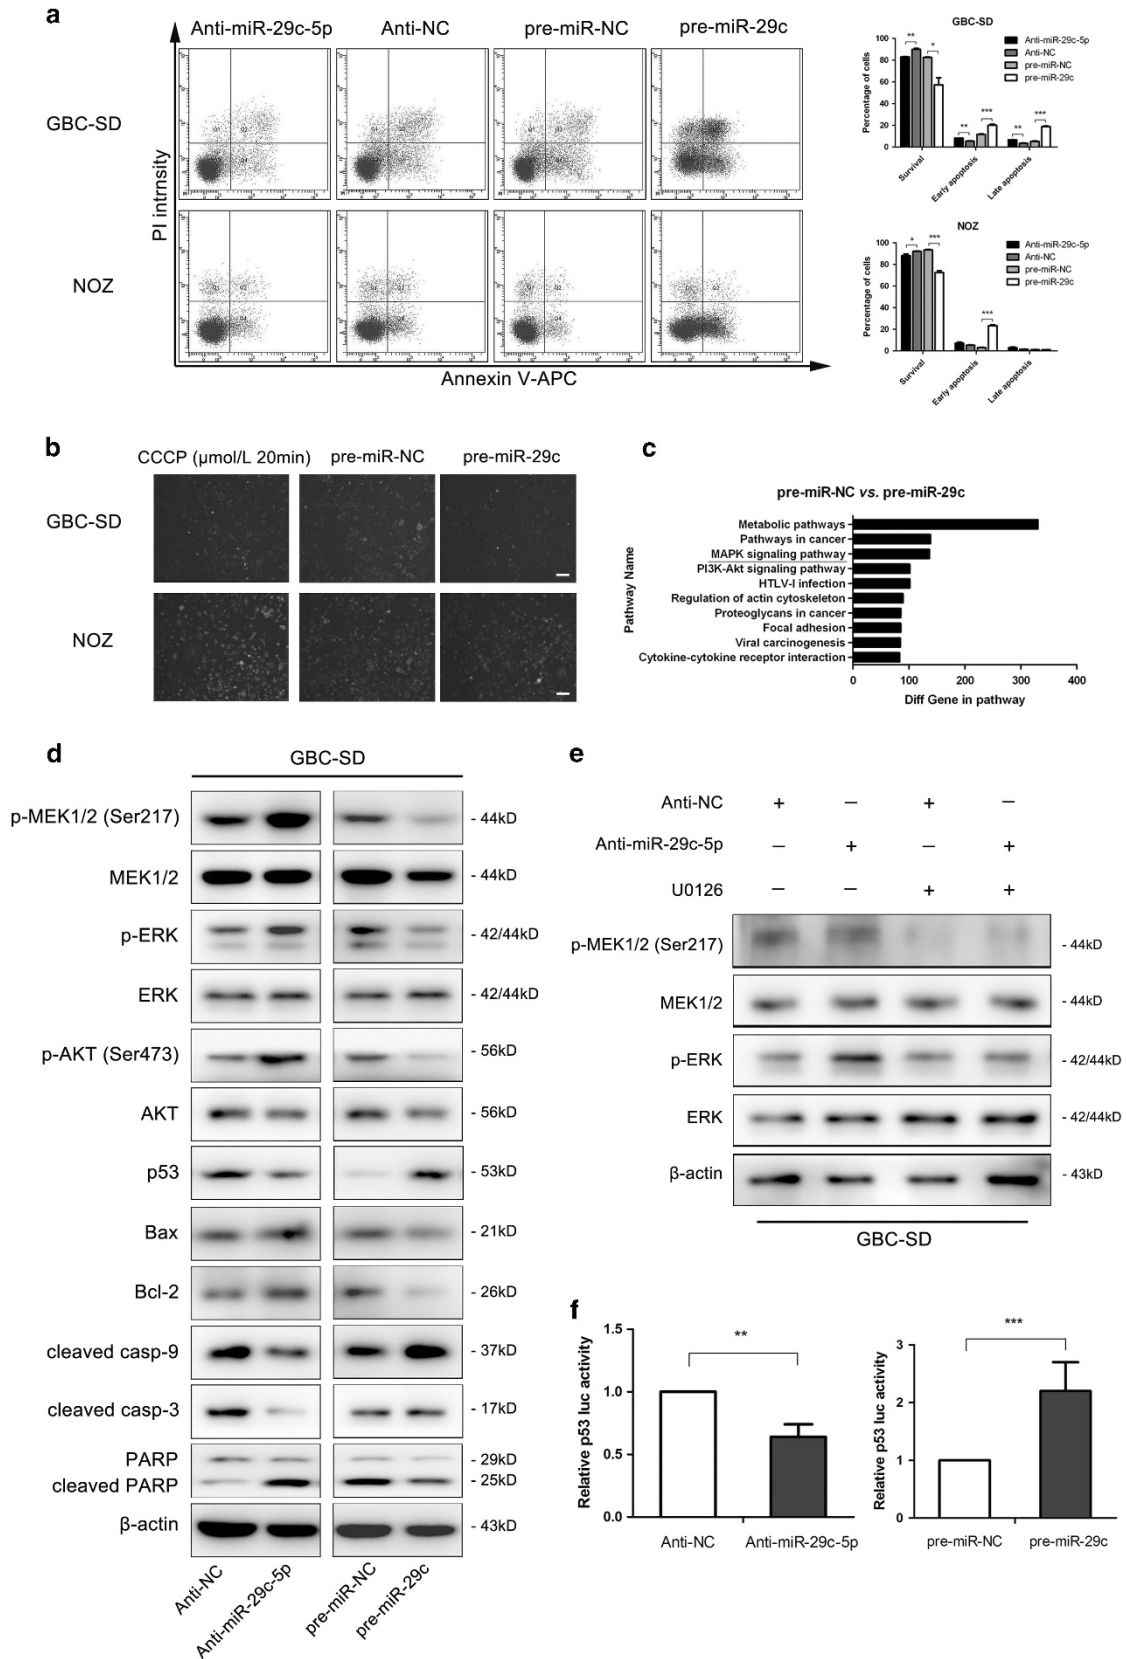 a
Anti-miR-29c-5p Anti-NC pre-miR-NC pre-miR-29c
GBC-SD
NOZ
PI intrnsity
Annexin V-APC
GBC-SD
Percentage of cells
100
80
60
40
20
0
** * ** *** ** ***
Anti-miR-29c-5p
Anti-NC
pre-miR-NC
pre-miR-29c
Survival
Early apoptosis
Late apoptosis
NOZ
Percentage of cells
100
80
60
40
20
0
* *** ***
Anti-miR-29c-5p
Anti-NC
pre-miR-NC
pre-miR-29c
Survival
Early apoptosis
Late apoptosis
b
CCCP (μmol/L 20min) pre-miR-NC pre-miR-29c
GBC-SD
NOZ
c
pre-miR-NC vs. pre-miR-29c
Pathway Name
Metabolic pathways
Pathways in cancer
MAPK signaling pathway
PI3K-Akt signaling pathway
HTLV-I infection
Regulation of actin cytoskeleton
Proteoglycans in cancer
Focal adhesion
Viral carcinogenesis
Cytokine-cytokine receptor interaction
0 100 200 300 400
Diff Gene in pathway
d
GBC-SD
p-MEK1/2 (Ser217) - 44kD
MEK1/2 - 44kD
p-ERK - 42/44kD
ERK - 42/44kD
p-AKT (Ser473) - 56kD
AKT - 56kD
p53 - 53kD
Bax - 21kD
Bcl-2 - 26kD
cleaved casp-9 - 37kD
cleaved casp-3 - 17kD
PARP - 29kD
cleaved PARP - 25kD
β-actin - 43kD
Anti-NC
Anti-miR-29c-5p
pre-miR-NC
pre-miR-29c
e
Anti-NC + − + −
Anti-miR-29c-5p − + − +
U0126 − − + +
p-MEK1/2 (Ser217) - 44kD
MEK1/2 - 44kD
p-ERK - 42/44kD
ERK - 42/44kD
β-actin - 43kD
GBC-SD
f
Relative p53 luc activity
1.5
1.0
0.5
0.0
**
Anti-NC Anti-miR-29c-5p
Relative p53 luc activity
3
2
1
0
***
pre-miR-NC pre-miR-29c